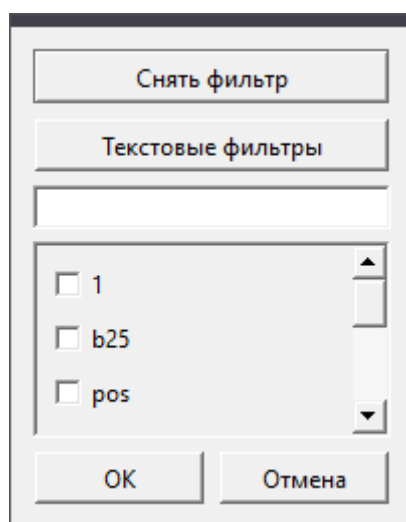 Снять фильтр
Текстовые фильтры
1
b25
pos
OK Отмена